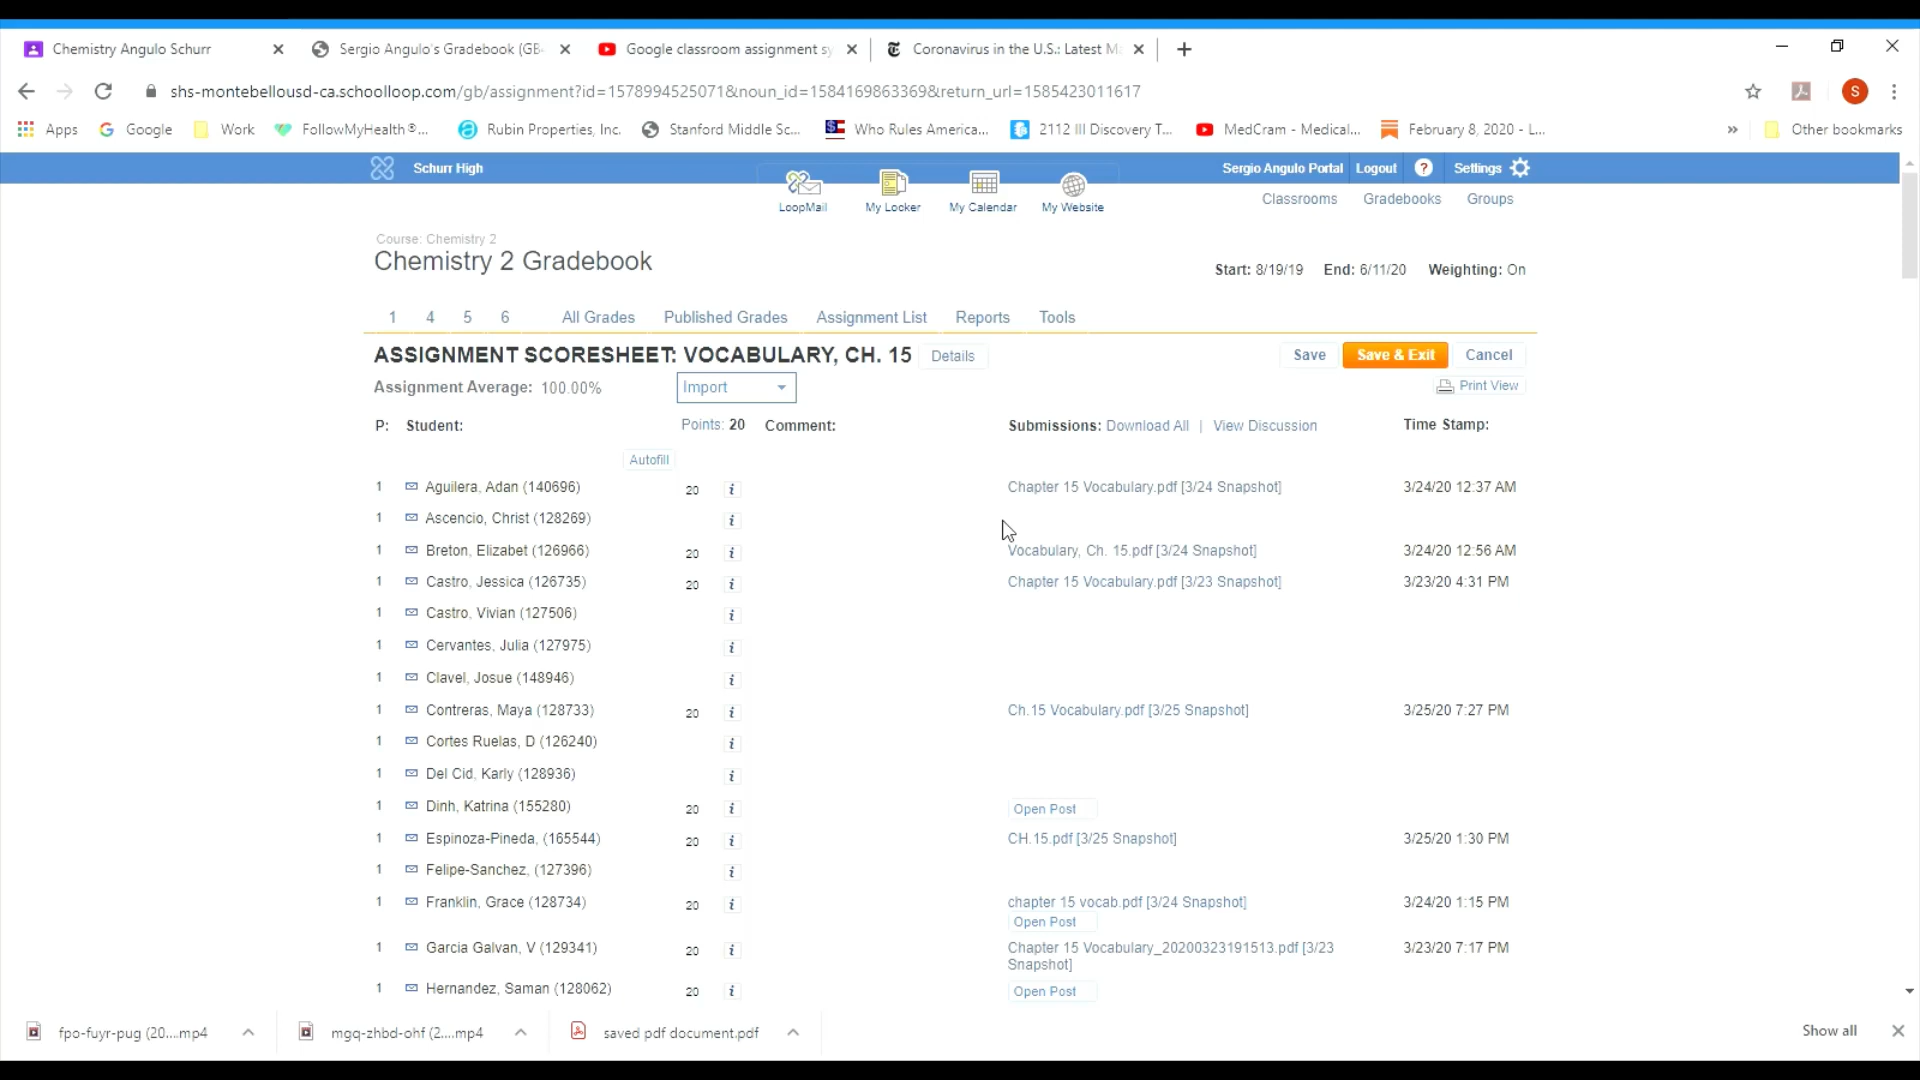 Chemistry Angulo Schurr
Sergio Angulo's Gradebook (GB
Google classroom assignment sy
Coronavirus in the U.S.: Latest M
shs-montebellousd-ca.schoolloop.com/gb/assignment?id=1578994525071&noun_id=1584169863369&return_url=1585423011617
S
Apps Google Work FollowMyHealth®... Rubin Properties, Inc. Stanford Middle Sc... Who Rules America... 2112 III Discovery T... MedCram - Medical... February 8, 2020 - L... » Other bookmarks
Schurr High
Sergio Angulo Portal Logout ? Settings
LoopMail My Locker My Calendar My Website
Classrooms Gradebooks Groups
Course: Chemistry 2
Chemistry 2 Gradebook
Start: 8/19/19 End: 6/11/20 Weighting: On
1 4 5 6 All Grades Published Grades Assignment List Reports Tools
ASSIGNMENT SCORESHEET: VOCABULARY, CH. 15 Details Save Save & Exit Cancel
Assignment Average: 100.00% Import Print View
P: Student: Points: 20 Comment: Submissions: Download All | View Discussion Time Stamp:
Autofill
1 Aguilera, Adan (140696) 20 i Chapter 15 Vocabulary.pdf [3/24 Snapshot] 3/24/20 12:37 AM
1 Ascencio, Christ (128269) i
1 Breton, Elizabet (126966) 20 i Vocabulary, Ch. 15.pdf [3/24 Snapshot] 3/24/20 12:56 AM
1 Castro, Jessica (126735) 20 i Chapter 15 Vocabulary.pdf [3/23 Snapshot] 3/23/20 4:31 PM
1 Castro, Vivian (127506) i
1 Cervantes, Julia (127975) i
1 Clavel, Josue (148946) i
1 Contreras, Maya (128733) 20 i Ch.15 Vocabulary.pdf [3/25 Snapshot] 3/25/20 7:27 PM
1 Cortes Ruelas, D (126240) i
1 Del Cid, Karly (128936) i
1 Dinh, Katrina (155280) 20 i Open Post
1 Espinoza-Pineda, (165544) 20 i CH.15.pdf [3/25 Snapshot] 3/25/20 1:30 PM
1 Felipe-Sanchez, (127396) i
1 Franklin, Grace (128734) 20 i chapter 15 vocab.pdf [3/24 Snapshot] 3/24/20 1:15 PM
Open Post
1 Garcia Galvan, V (129341) 20 i Chapter 15 Vocabulary_20200323191513.pdf [3/23 3/23/20 7:17 PM
Snapshot]
1 Hernandez, Saman (128062) 20 i Open Post
fpo-fuyr-pug (20....mp4 mgq-zhbd-ohf (2....mp4 saved pdf document.pdf Show all